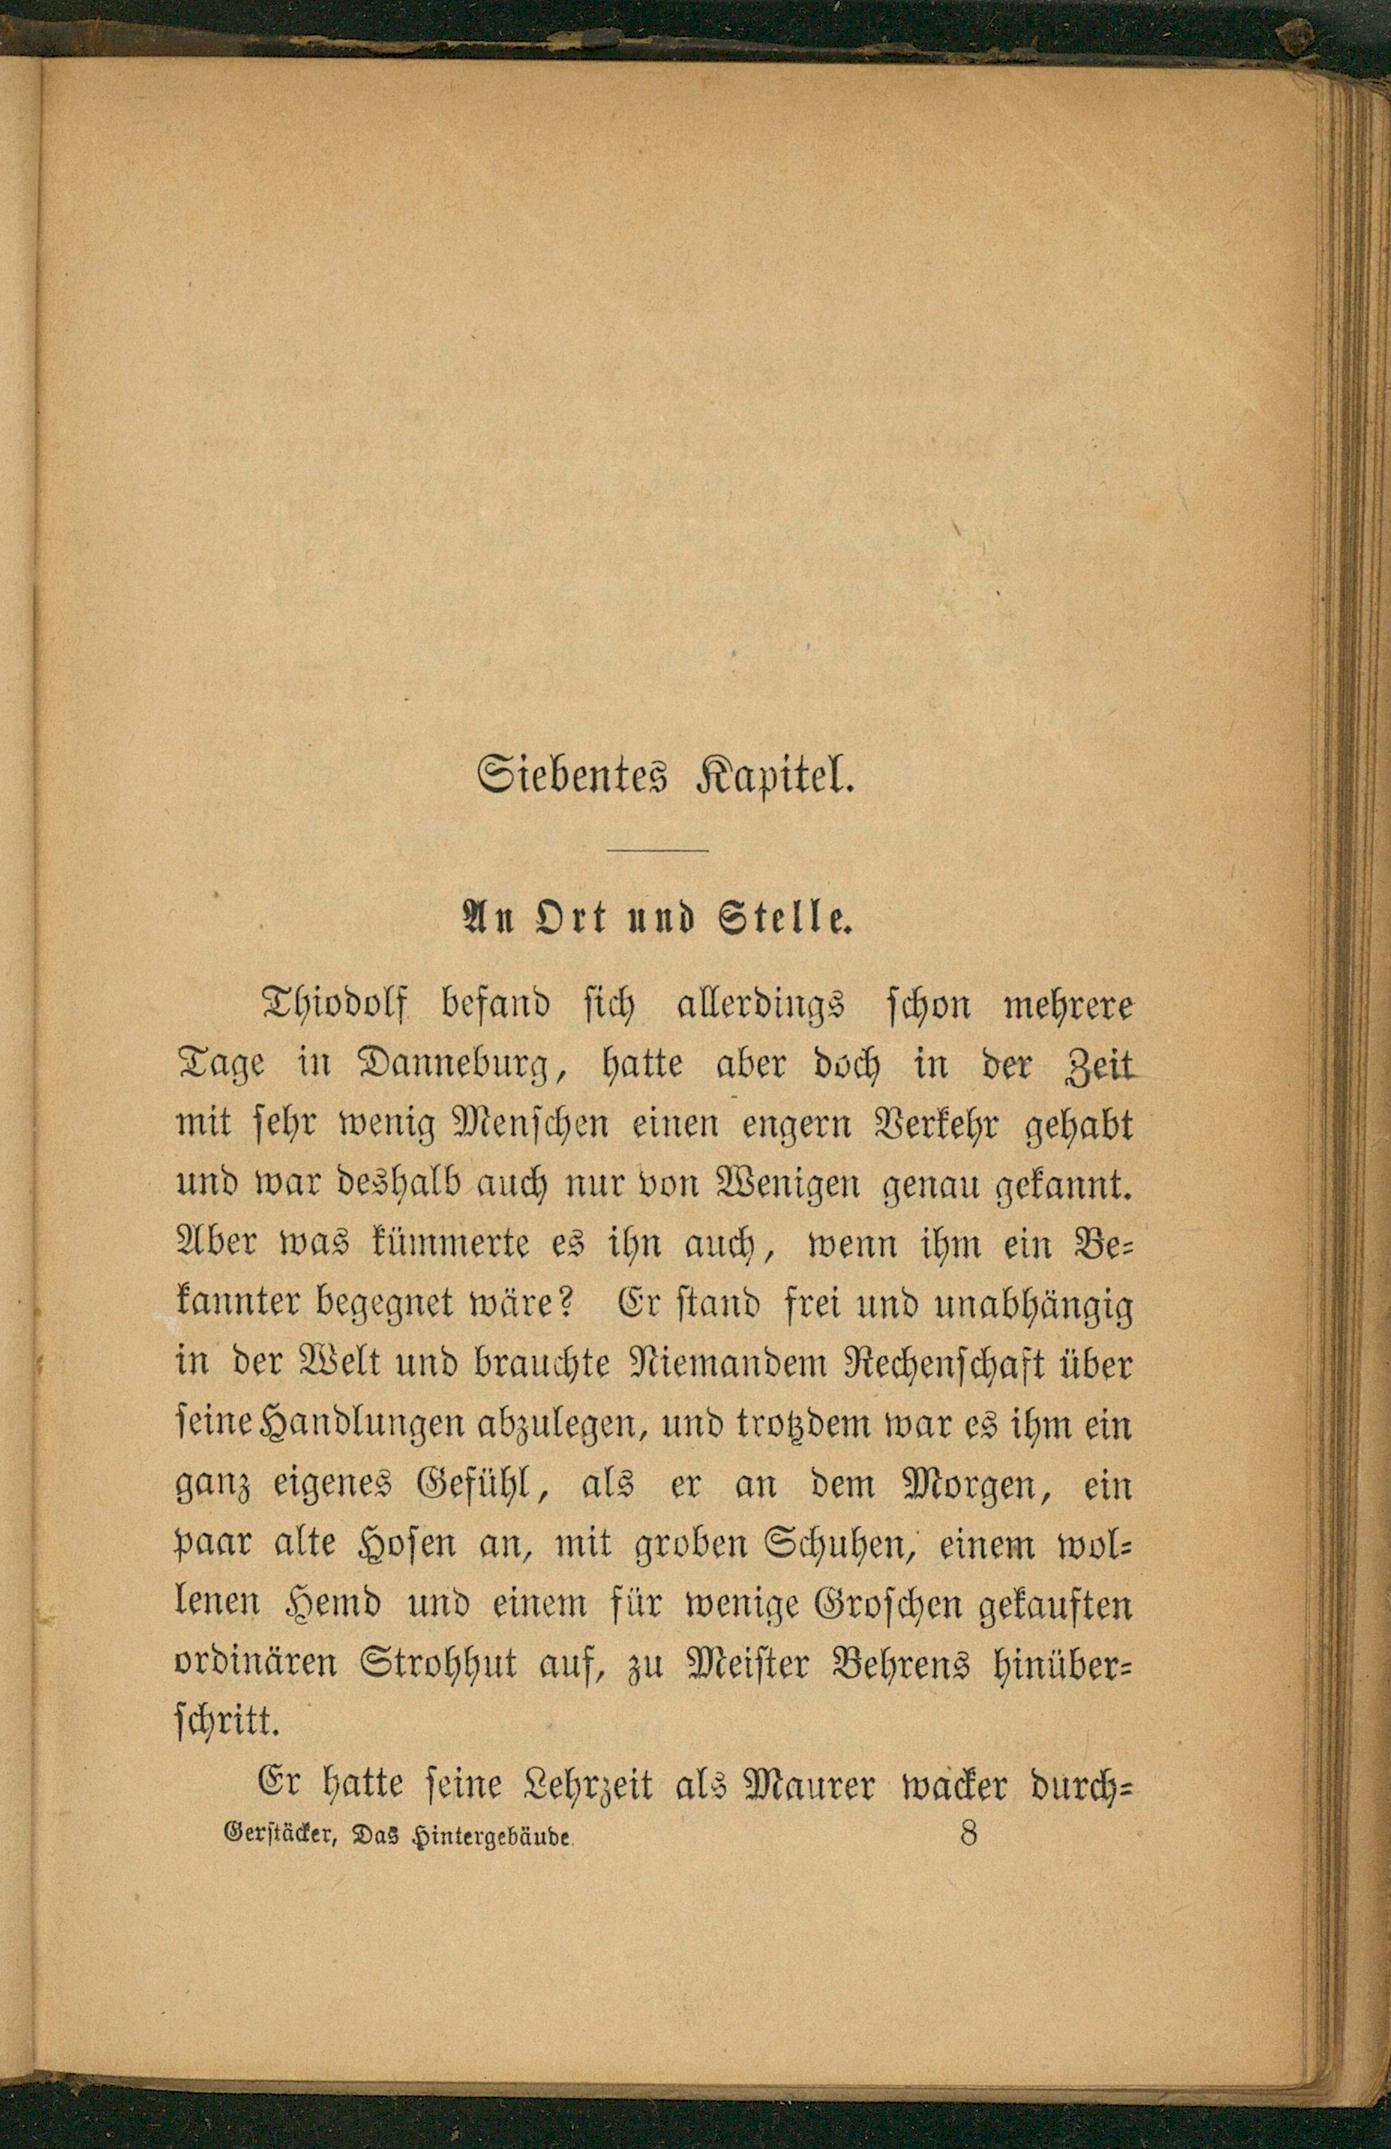 Siebentes Kapitel.
An Ort und Stelle.
Thiodolf befand sich allerdings schon mehrere
Tage in Danneburg, hatte aber doch in der Zeit
mit sehr wenig Menschen einen engern Verkehr gehabt
und war deshalb auch nur von Wenigen genau gekannt.
Aber was kümmerte es ihn auch, wenn ihm ein Be-
kannter begegnet wäre? Er stand frei und unabhängig
in der Welt und brauchte Niemandem Rechenschaft über
seine Handlungen abzulegen, und trotzdem war es ihm ein
ganz eigenes Gefühl, als er an dem Morgen, ein
paar alte Hosen an, mit groben Schuhen, einem wol-
lenen Hemd und einem für wenige Groschen gekauften
ordinären Strohhut auf, zu Meister Behrens hinüber-
schritt.
Er hatte seine Lehrzeit als Maurer wacker durch-
Gerstäcker, Das Hintergebäude. 8